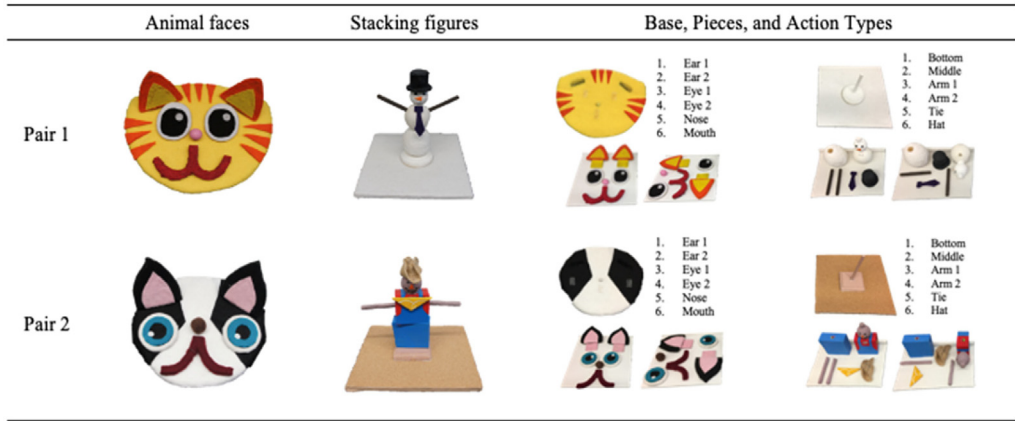 Animal faces Stacking figures Base, Pieces, and Action Types
Pair 1
1. Ear 1
2. Ear 2
3. Eye 1
4. Eye 2
5. Nose
6. Mouth
1. Bottom
2. Middle
3. Arm 1
4. Arm 2
5. Tie
6. Hat
Pair 2
1. Ear 1
2. Ear 2
3. Eye 1
4. Eye 2
5. Nose
6. Mouth
1. Bottom
2. Middle
3. Arm 1
4. Arm 2
5. Tie
6. Hat